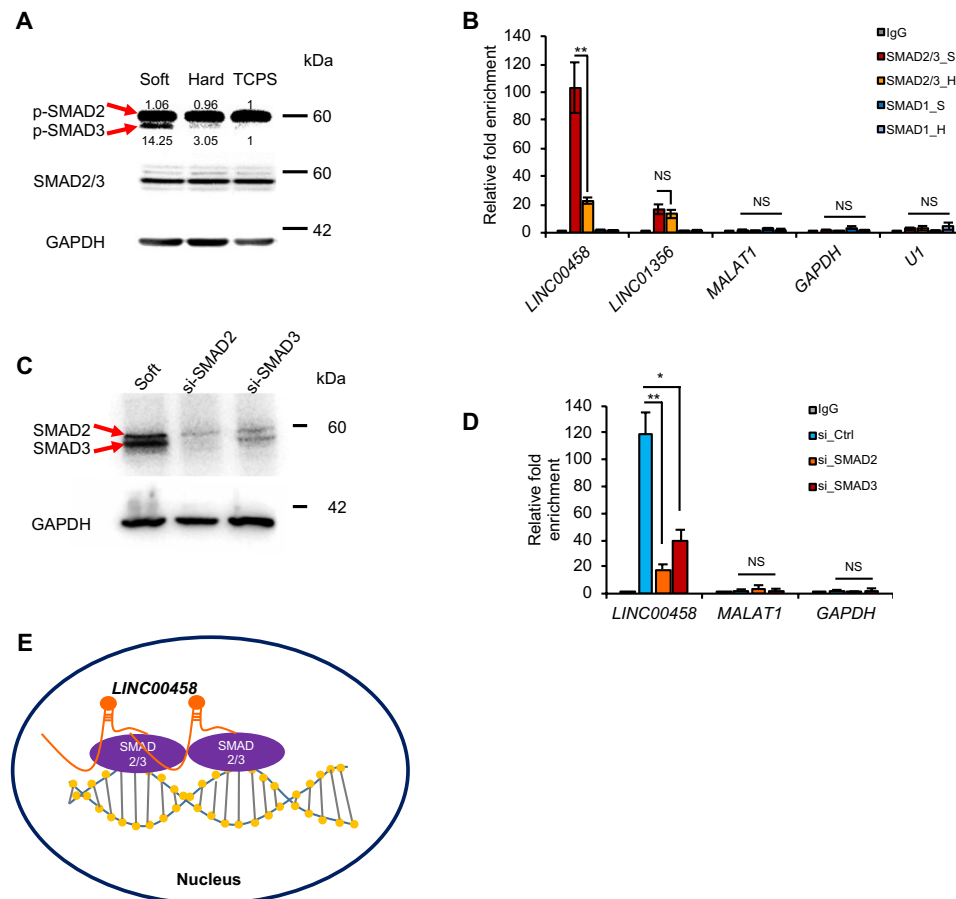 A
kDa
Soft Hard TCPS
p-SMAD2
1.06 0.96 1
60
p-SMAD3
14.25 3.05 1
SMAD2/3
60
GAPDH
42
B
Relative fold enrichment
140
120
100
80
60
40
20
0
**
NS
NS
NS
NS
IgG
SMAD2/3_S
SMAD2/3_H
SMAD1_S
SMAD1_H
LINC00458
LINC01356
MALAT1
GAPDH
U1
C
Soft
si-SMAD2
si-SMAD3
kDa
SMAD2
SMAD3
60
GAPDH
42
D
Relative fold
enrichment
140
120
100
80
60
40
20
0
*
**
NS
NS
IgG
si_Ctrl
si_SMAD2
si_SMAD3
LINC00458
MALAT1
GAPDH
E
LINC00458
SMAD
2/3
SMAD
2/3
Nucleus